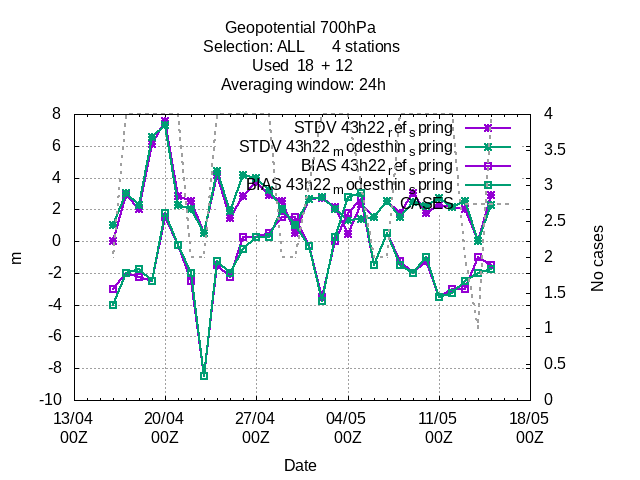 Geopotential 700hPa
Selection: ALL 4 stations
Used 18 + 12
Averaging window: 24h
STDV 43h22_ref_spring
STDV 43h22_modesthin_spring
BIAS 43h22_ref_spring
BIAS 43h22_modesthin_spring
CASES
8
6
4
2
0
-2
-4
-6
-8
-10
m
4
3.5
3
2.5
2
1.5
1
0.5
0
No cases
13/04 20/04 27/04 04/05 11/05 18/05
00Z 00Z 00Z 00Z 00Z 00Z
Date